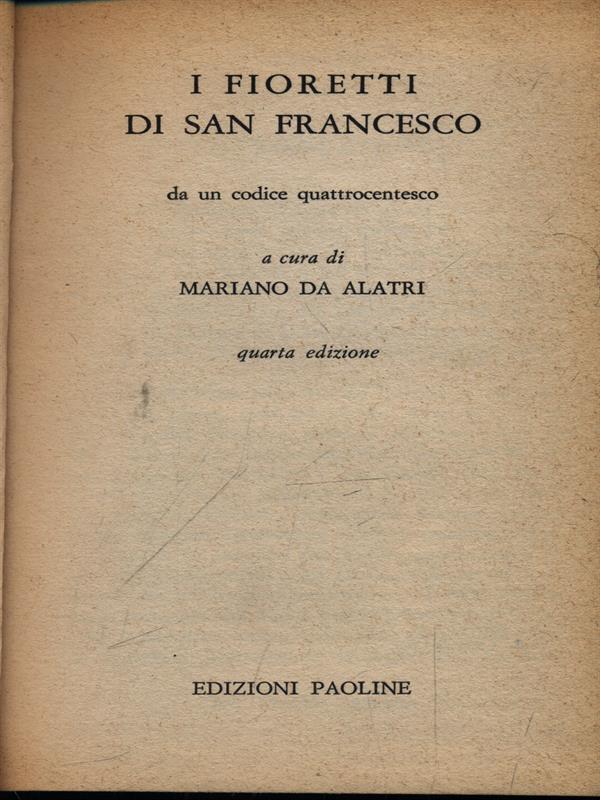 I FIORETTI
DI SAN FRANCESCO
da un codice quattrocentesco
a cura di
MARIANO DA ALATRI
quarta edizione
EDIZIONI PAOLINE